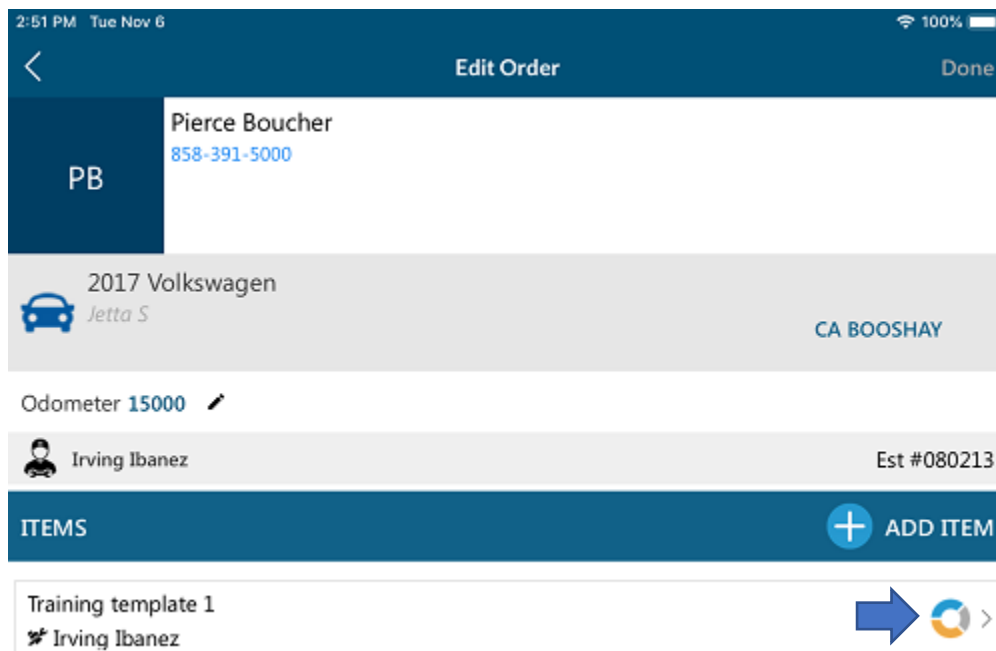 2:51 PM Tue Nov 6 100%
Edit Order Done
Pierce Boucher
858-391-5000
PB
2017 Volkswagen
Jetta S
CA BOOSHAY
Odometer 15000
Irving Ibanez Est #080213
ITEMS ADD ITEM
Training template 1
Irving Ibanez